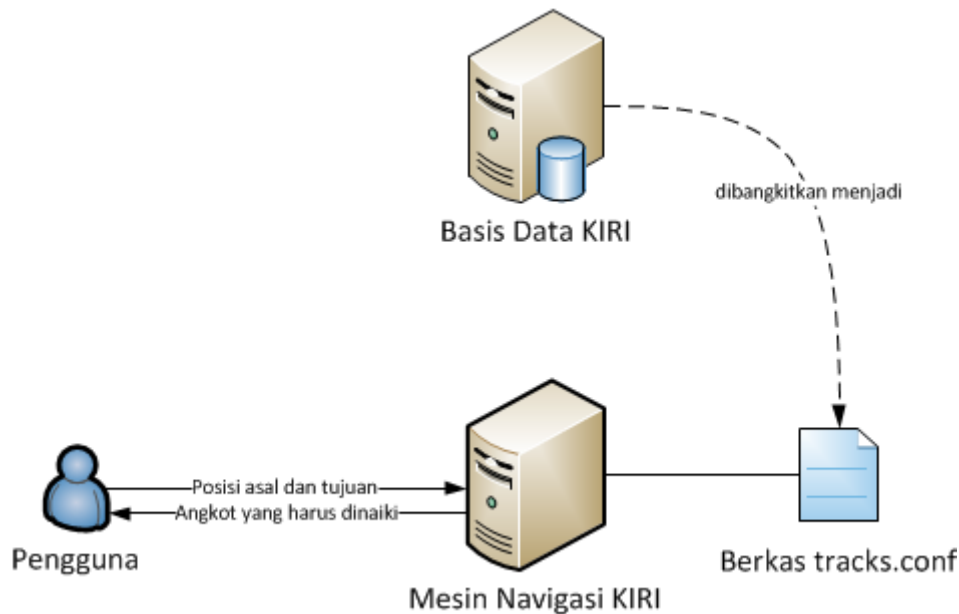 Basis Data KIRI
dibangkitkan menjadi
Posisi asal dan tujuan
Angkot yang harus dinaiki
Pengguna
Mesin Navigasi KIRI
Berkas tracks.conf